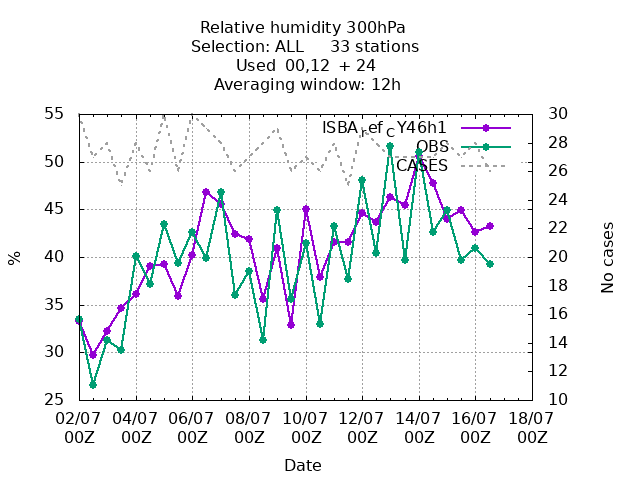 Relative humidity 300hPa
Selection: ALL 33 stations
Used 00,12 + 24
Averaging window: 12h
ISBA_ref_CY46h1
OBS
CASES
55
50
45
40
35
30
25
%
30
28
26
24
22
20
18
16
14
12
10
No cases
02/07 04/07 06/07 08/07 10/07 12/07 14/07 16/07 18/07
00Z 00Z 00Z 00Z 00Z 00Z 00Z 00Z 00Z
Date